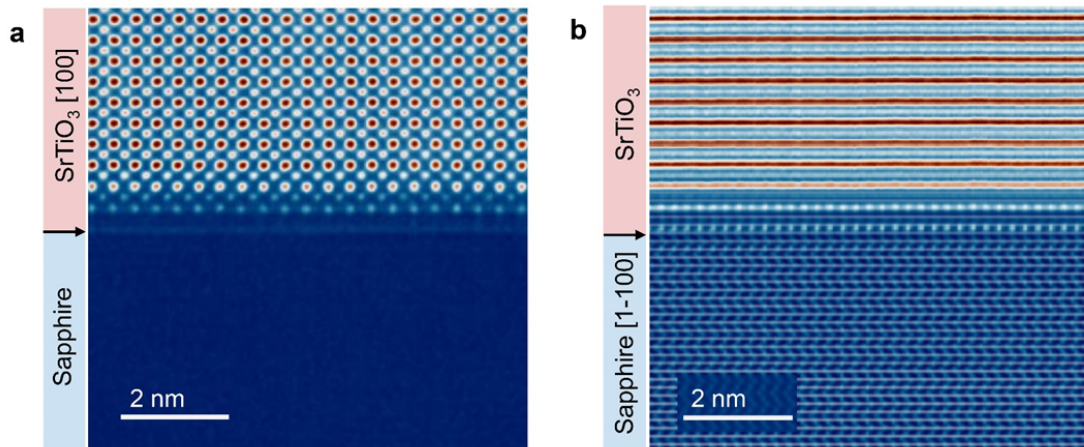 a
SrTiO3 [100]
Sapphire
2 nm
b
SrTiO3
Sapphire [1-100]
2 nm